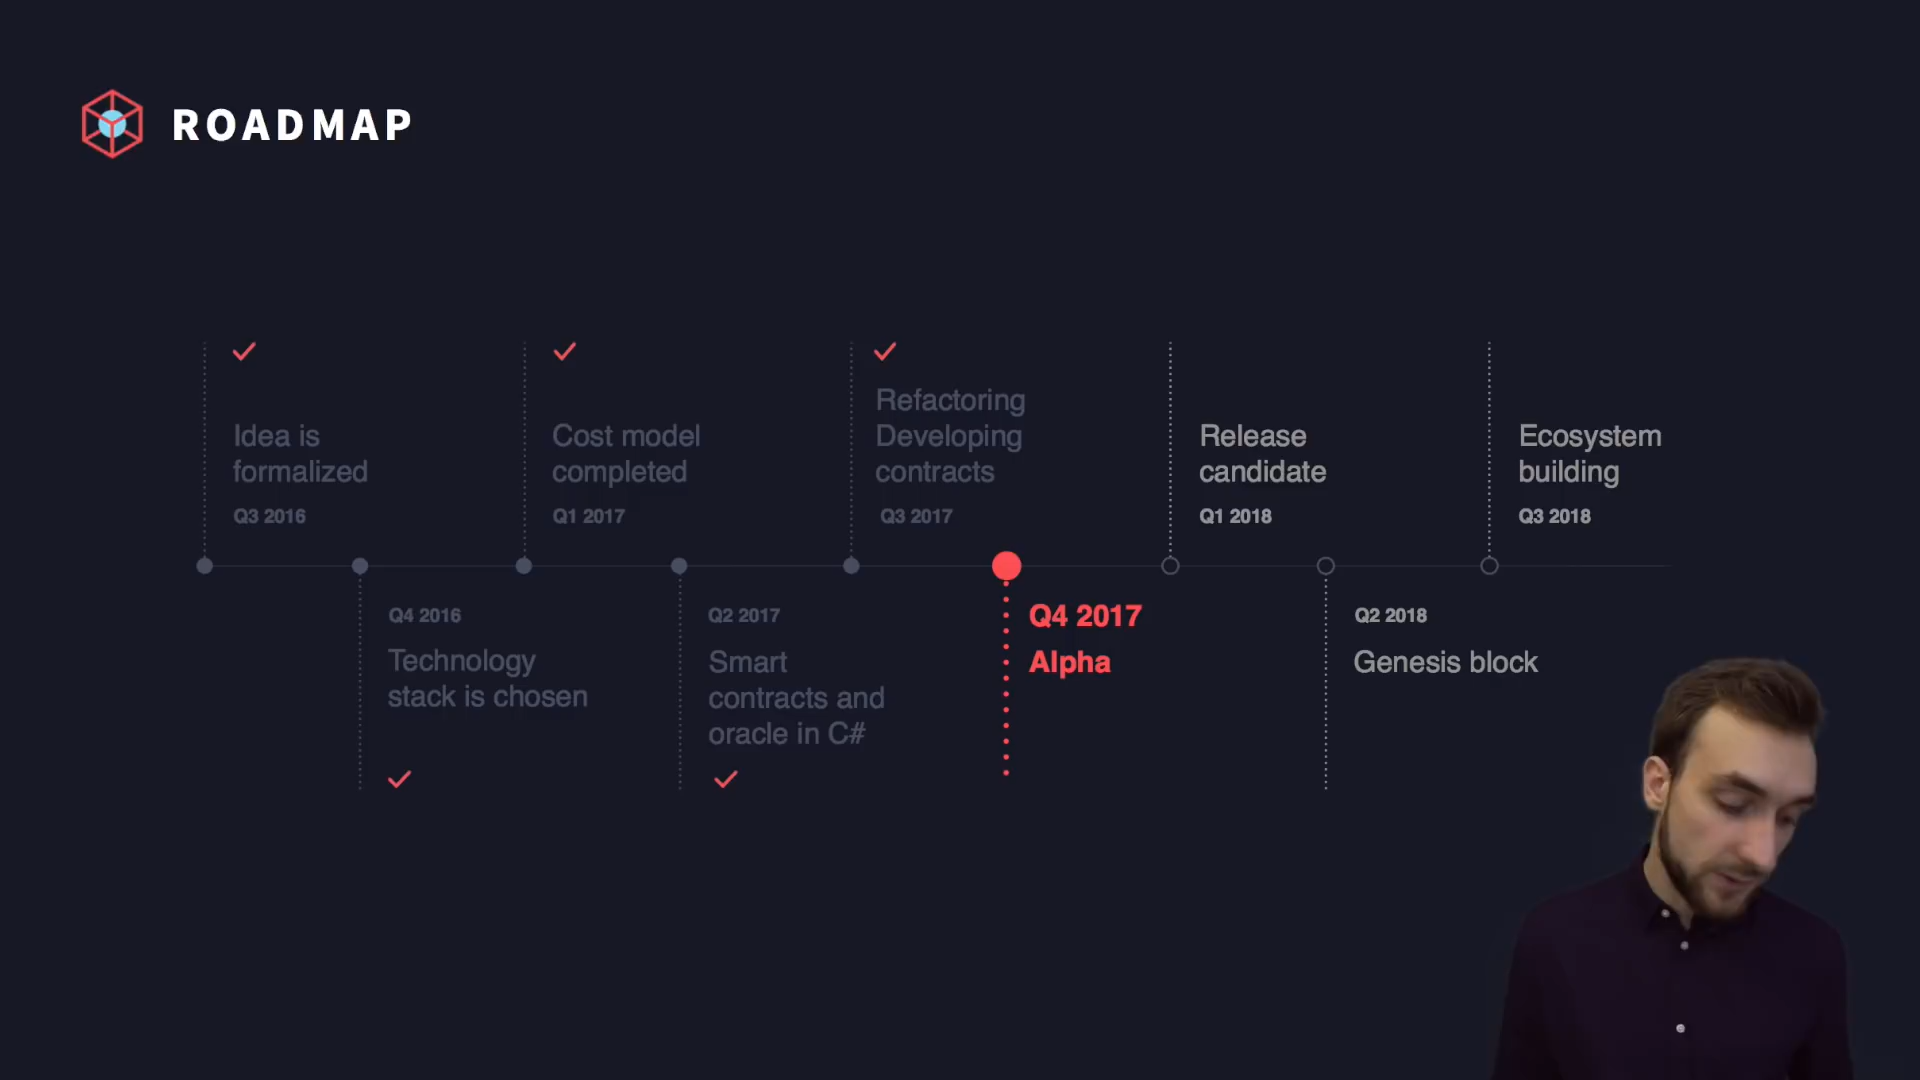 ROADMAP
Idea is
formalized
Q3 2016
Q4 2016
Technology
stack is chosen
Cost model
completed
Q1 2017
Q2 2017
Smart
contracts and
oracle in C#
Refactoring
Developing
contracts
Q3 2017
Q4 2017
Alpha
Release
candidate
Q1 2018
Q2 2018
Genesis block
Ecosystem
building
Q3 2018